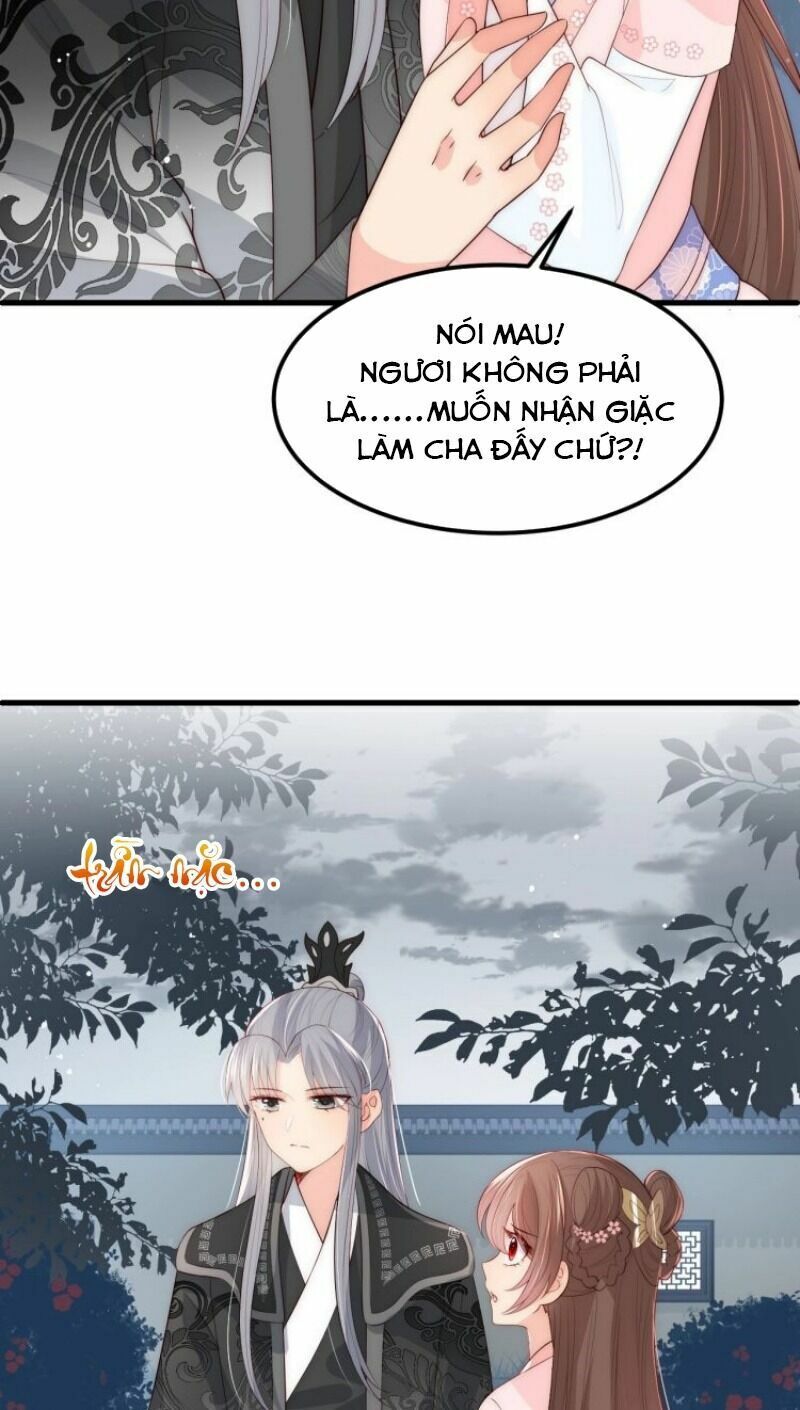 NÓI MAU!
NGƯƠI KHÔNG PHẢI
LÀ......MUỐN NHẬN GIẶC
LÀM CHA ĐẤY CHỨ?!
trầm mặc...